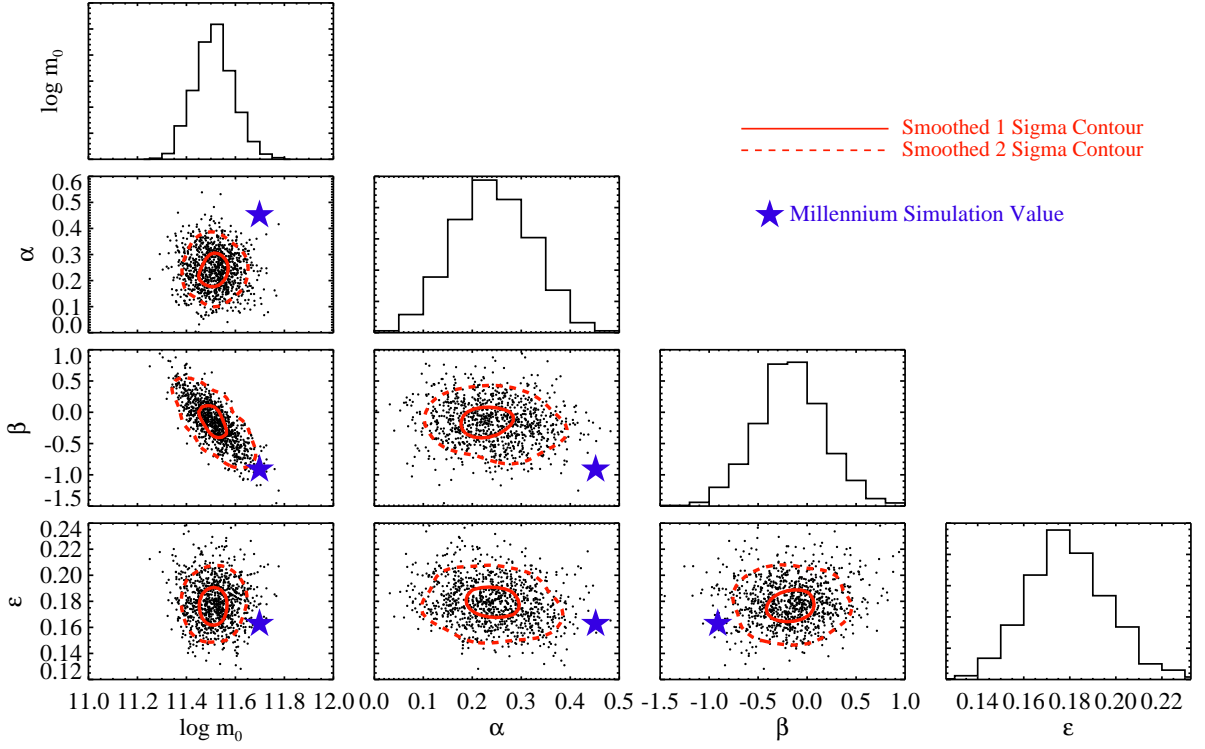 log m0
Smoothed 1 Sigma Contour
Smoothed 2 Sigma Contour
Millennium Simulation Value
0.6
0.5
0.4
0.3
0.2
0.1
0.0
α
1.0
0.5
0.0
-0.5
-1.0
-1.5
β
0.24
0.22
0.20
0.18
0.16
0.14
0.12
ε
11.0 11.2 11.4 11.6 11.8 12.0
log m0
0.0 0.1 0.2 0.3 0.4 0.5
α
-1.5 -1.0 -0.5 0.0 0.5 1.0
β
0.14 0.16 0.18 0.20 0.22
ε